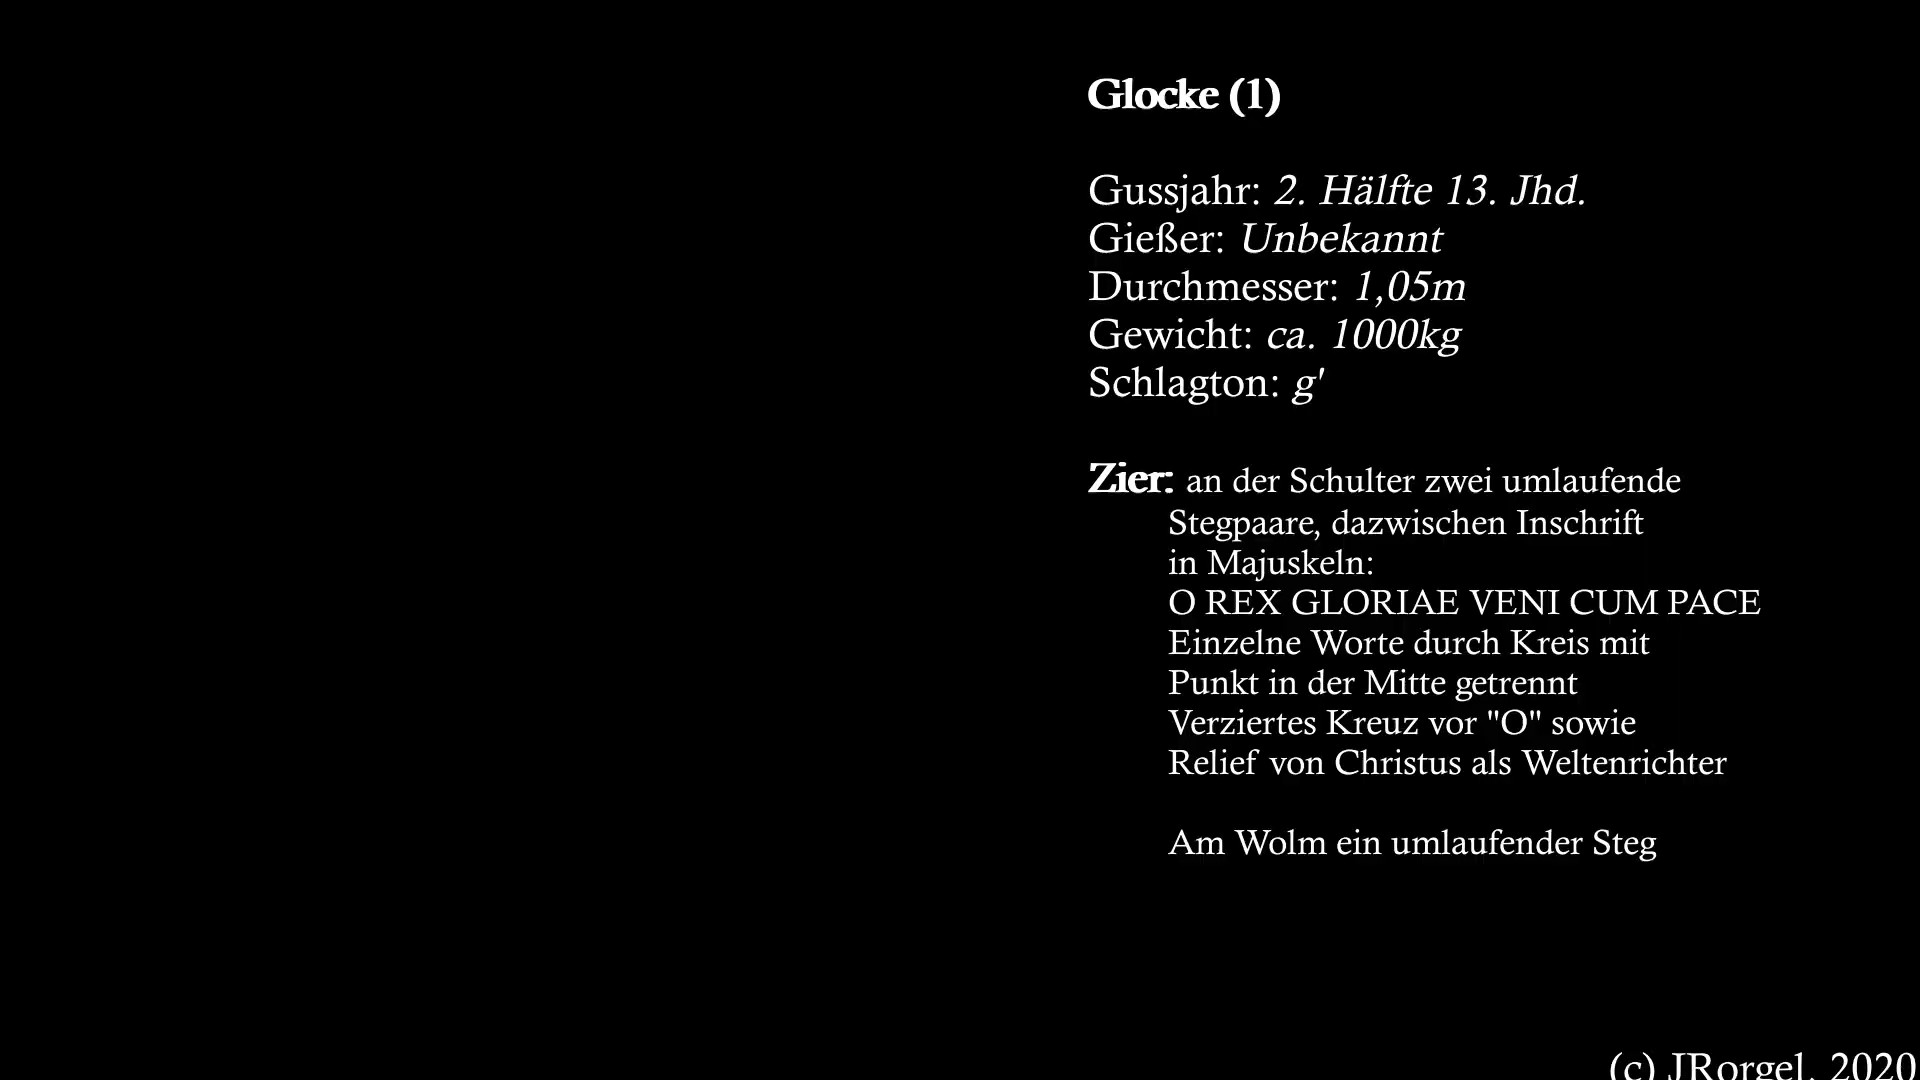 Glocke (1)
Gussjahr: 2. Hälfte 13. Jhd.
Gießer: Unbekannt
Durchmesser: 1,05m
Gewicht: ca. 1000kg
Schlagton: g'
Zier: an der Schulter zwei umlaufende
Stegpaare, dazwischen Inschrift
in Majuskeln:
O REX GLORIAE VENI CUM PACE
Einzelne Worte durch Kreis mit
Punkt in der Mitte getrennt
Verziertes Kreuz vor "O" sowie
Relief von Christus als Weltenrichter
Am Wolm ein umlaufender Steg
(c) JRorgel, 2020